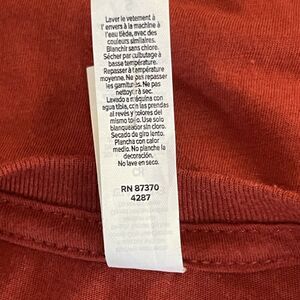 Laver le vetement à
l' envers à la machine à
l'eau tiède, avec des
couleurs similaires.
Blanchir sans chlore.
Sécher par culbutage à
basse température.
Repasser à température
moyenne. Ne pas repasser
les garnitures. Ne pas
nettoyer à sec.
Lavado a máquina con
agua tibia, con las prendas
al revés y colores del
mismo tono. Use solo
blanqueador sin cloro.
Secado de giro lento.
Plancha con calor
medio. No planche la
decoración.
No lave en seco.
RN 87370
4287